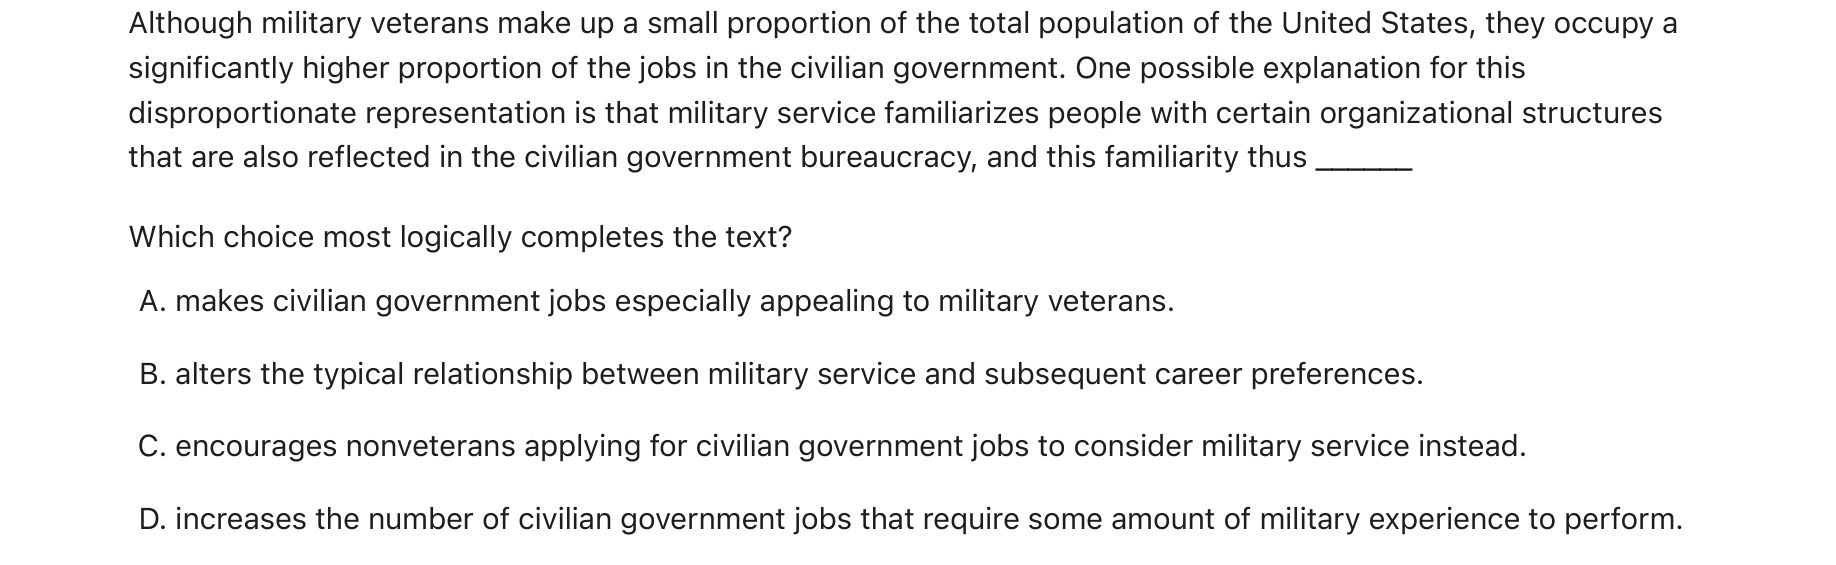 Although military veterans make up a small proportion of the total population of the United States, they occupy a
significantly higher proportion of the jobs in the civilian government. One possible explanation for this
disproportionate representation is that military service familiarizes people with certain organizational structures
that are also reflected in the civilian government bureaucracy, and this familiarity thus ______
Which choice most logically completes the text?
A. makes civilian government jobs especially appealing to military veterans.
B. alters the typical relationship between military service and subsequent career preferences.
C. encourages nonveterans applying for civilian government jobs to consider military service instead.
D. increases the number of civilian government jobs that require some amount of military experience to perform.